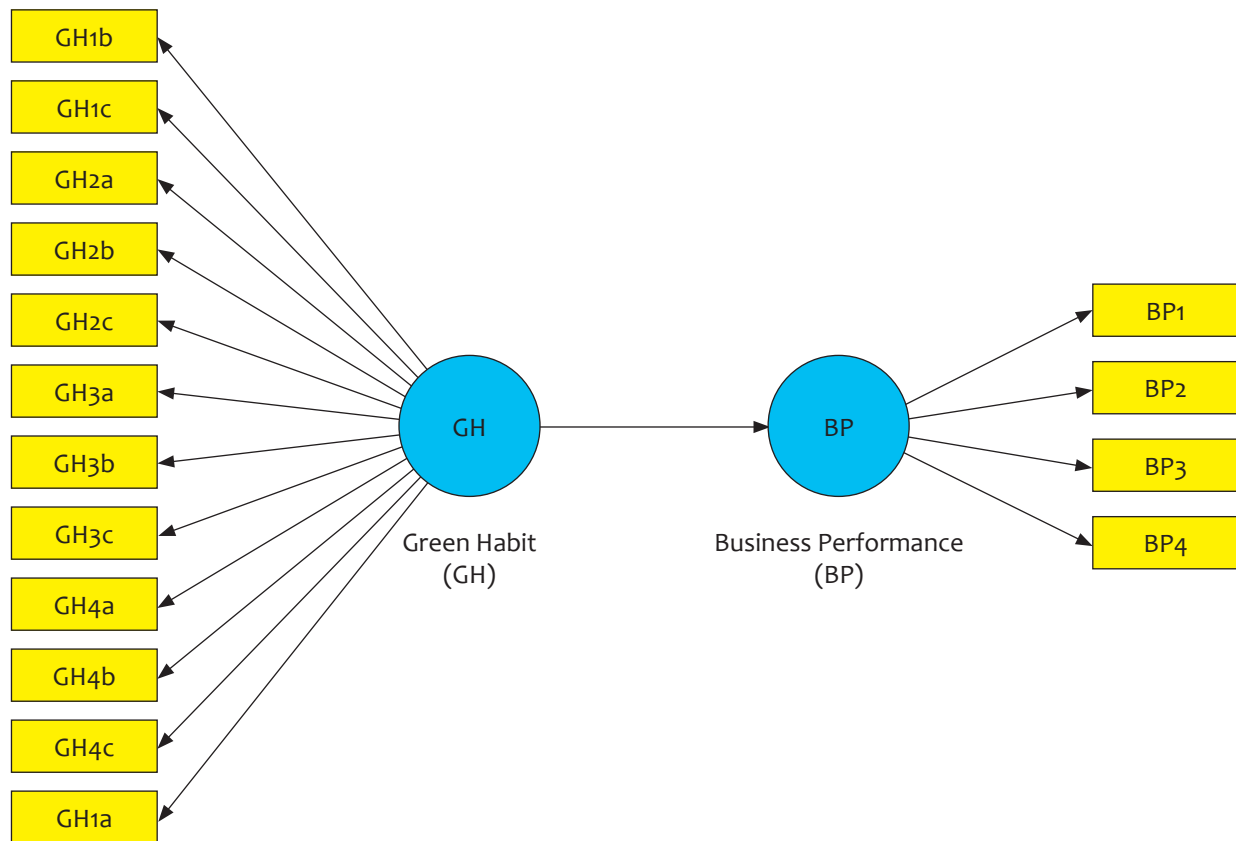 GH1b
GH1c
GH2a
GH2b
GH2c
GH3a
GH3b
GH3c
GH4a
GH4b
GH4c
GH1a
GH
Green Habit
(GH)
BP
Business Performance
(BP)
BP1
BP2
BP3
BP4